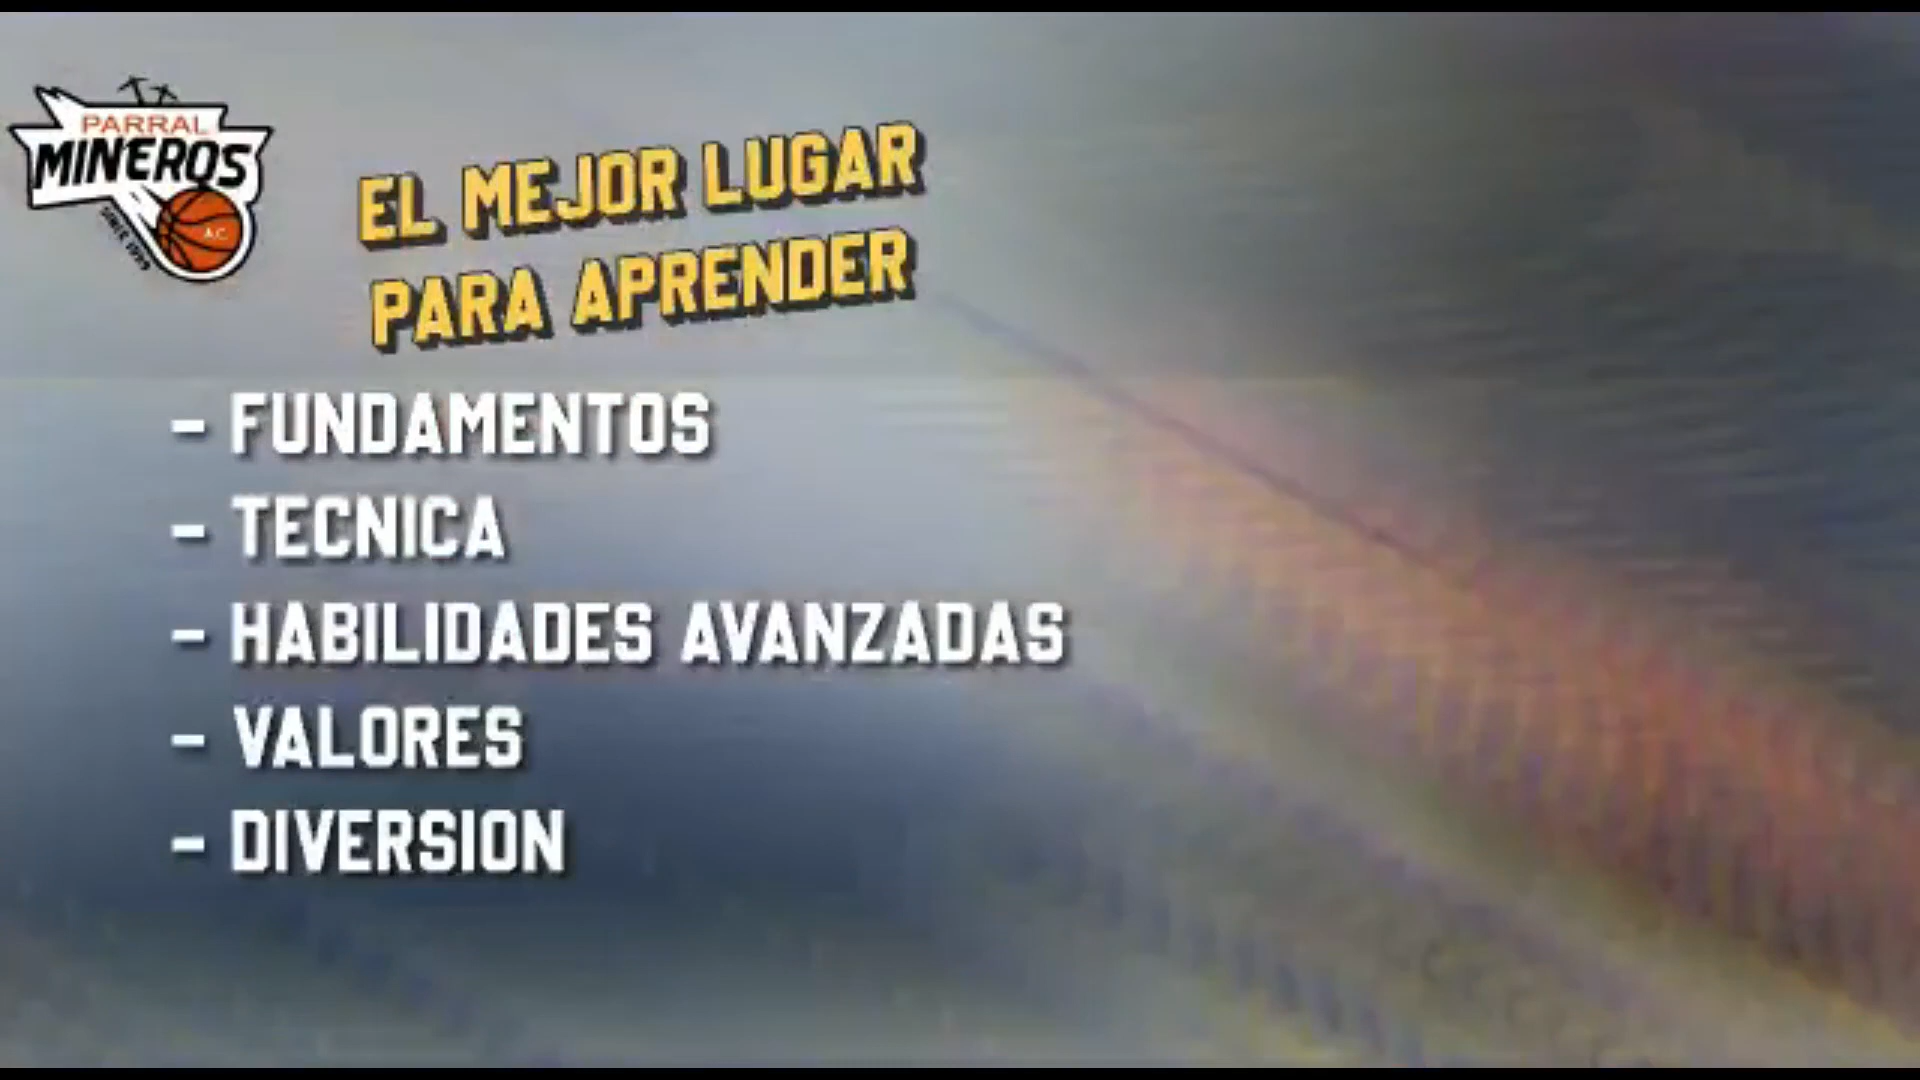 PARRAL
MINEROS
A.C.
EL MEJOR LUGAR
PARA APRENDER
- FUNDAMENTOS
- TECNICA
- HABILIDADES AVANZADAS
- VALORES
- DIVERSION